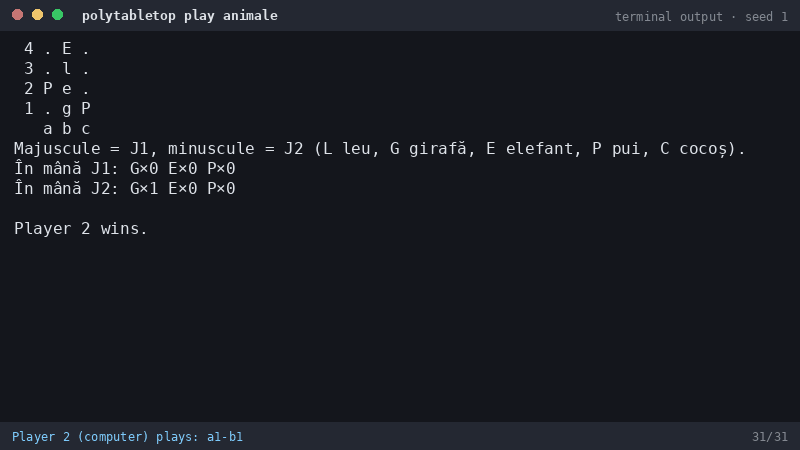 polytabletop play animale
terminal output · seed 1
4 . E .
3 . l .
2 P e .
1 . g P
a b c
Majuscule = J1, minuscule = J2 (L leu, G girafă, E elefant, P pui, C cocoș).
În mână J1: G×0 E×0 P×0
În mână J2: G×1 E×0 P×0
Player 2 wins.
Player 2 (computer) plays: a1-b1
31/31